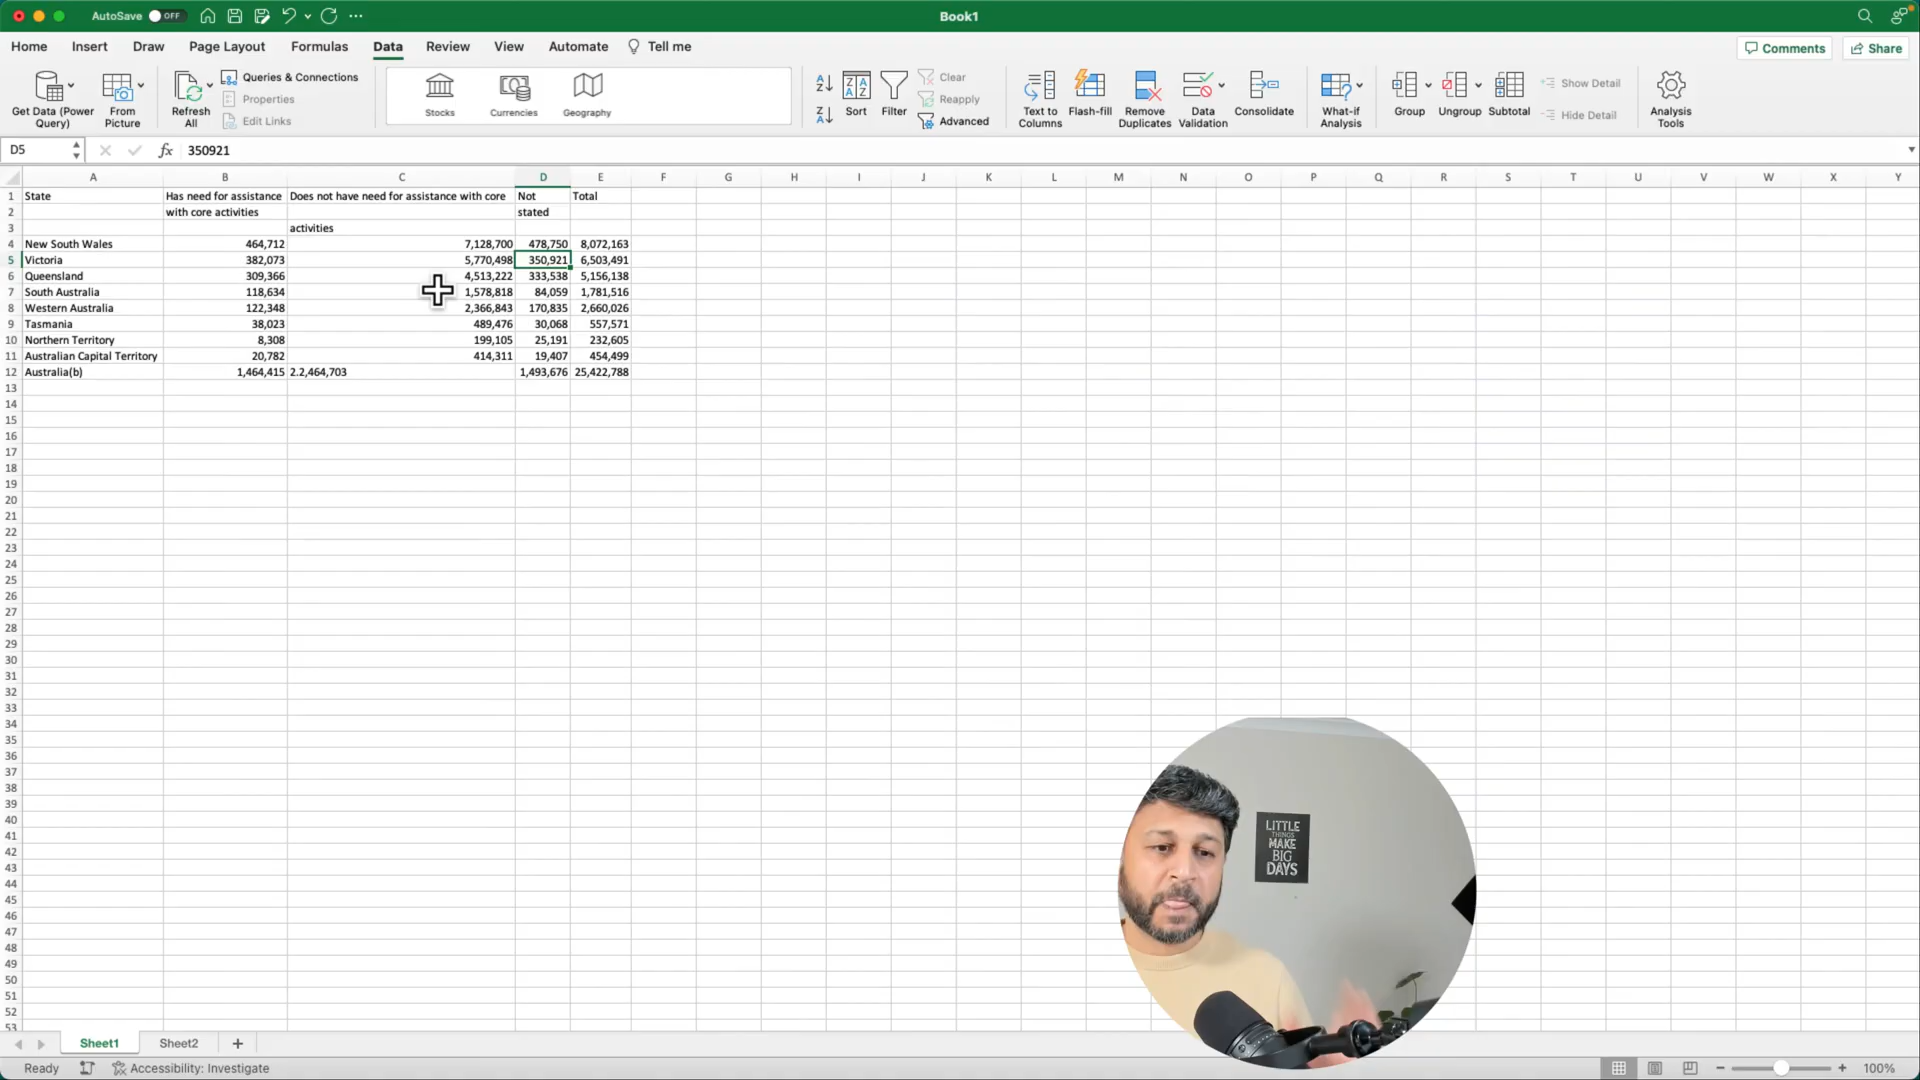 AutoSave OFF Book1
Home Insert Draw Page Layout Formulas Data Review View Automate Tell me Comments Share
Get Data (Power Query) From Picture Refresh All Queries & Connections Properties Edit Links Stocks Currencies Geography Sort Filter Clear Reapply Advanced Text to Columns Flash-fill Remove Duplicates Data Validation Consolidate What-if Analysis Group Ungroup Subtotal Show Detail Hide Detail Analysis Tools
D5 fx 350921
A B C D E F G H I J K L M N O P Q R S T U V W X Y
1 State Has need for assistance Does not have need for assistance with core Not Total
2 with core activities stated
3 activities
4 New South Wales 464,712 7,128,700 478,750 8,072,163
5 Victoria 382,073 5,770,498 350,921 6,503,491
6 Queensland 309,366 4,513,222 333,538 5,156,138
7 South Australia 118,634 1,578,818 84,059 1,781,516
8 Western Australia 122,348 2,366,843 170,835 2,660,026
9 Tasmania 38,023 489,476 30,068 557,571
10 Northern Territory 8,308 199,105 25,191 232,605
11 Australian Capital Territory 20,782 414,311 19,407 454,499
12 Australia(b) 1,464,415 2.2,464,703 1,493,676 25,422,788
13
14
15
16
17
18
19
20
21
22
23
24
25
26
27
28
29
30
31
32
33
34
35
36
37
38
39
40
41
42
43
44
45
46
47
48
49
50
51
52
53
LITTLE
THINGS
MAKE
BIG
DAYS
Sheet1 Sheet2 +
Ready Accessibility: Investigate 100%